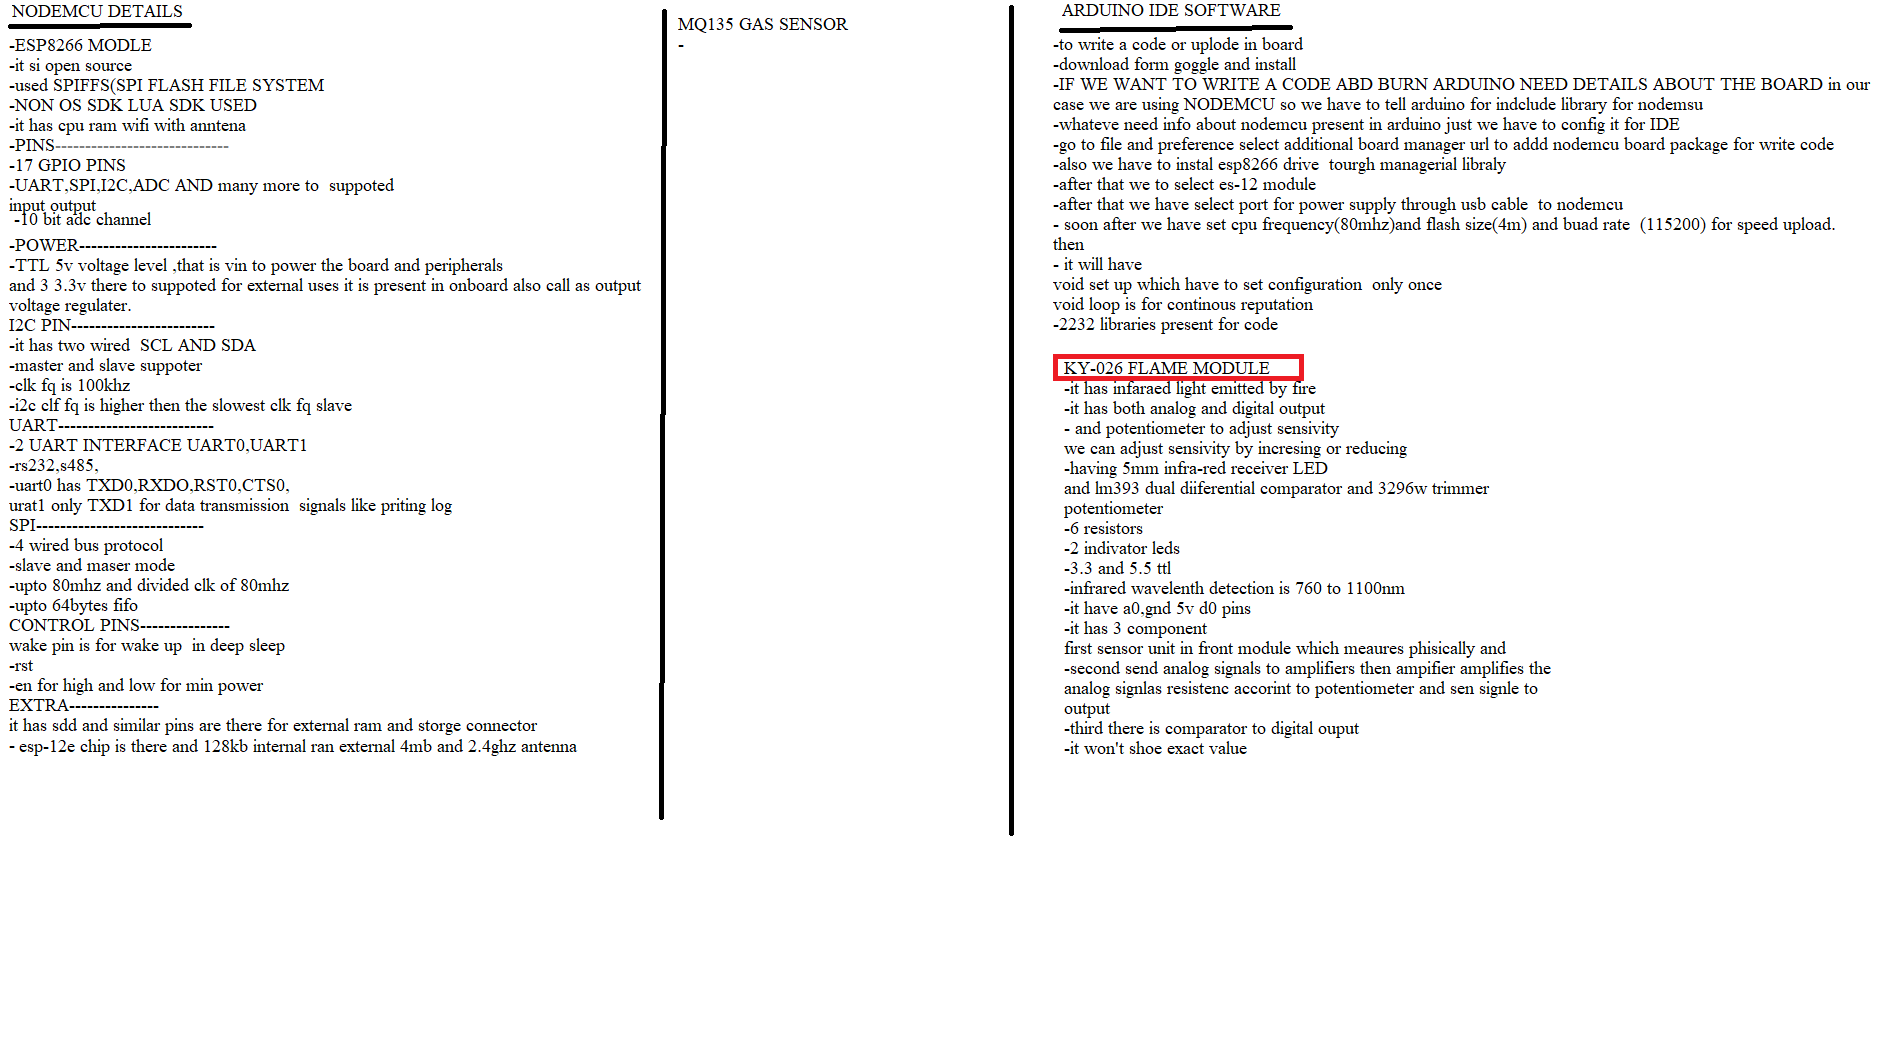 NODEMCU DETAILS
-ESP8266 MODLE
-it si open source
-used SPIFFS(SPI FLASH FILE SYSTEM
-NON OS SDK LUA SDK USED
-it has cpu ram wifi with anntena
-PINS-----------------------------
-17 GPIO PINS
-UART,SPI,I2C,ADC AND many more to  suppoted
input output
-10 bit adc channel
-POWER-----------------------
-TTL 5v voltage level ,that is vin to power the board and peripherals
and 3 3.3v there to suppoted for external uses it is present in onboard also call as output
voltage regulater.
I2C PIN------------------------
-it has two wired  SCL AND SDA
-master and slave suppoter
-clk fq is 100khz
-i2c clf fq is higher then the slowest clk fq slave
UART--------------------------
-2 UART INTERFACE UART0,UART1
-rs232,s485,
-uart0 has TXD0,RXDO,RST0,CTS0,
urat1 only TXD1 for data transmission  signals like priting log
SPI----------------------------
-4 wired bus protocol
-slave and maser mode
-upto 80mhz and divided clk of 80mhz
-upto 64bytes fifo
CONTROL PINS---------------
wake pin is for wake up  in deep sleep
-rst
-en for high and low for min power
EXTRA---------------
it has sdd and similar pins are there for external ram and storge connector
- esp-12e chip is there and 128kb internal ran external 4mb and 2.4ghz antenna
MQ135 GAS SENSOR
-
ARDUINO IDE SOFTWARE
-to write a code or uplode in board
-download form goggle and install
-IF WE WANT TO WRITE A CODE ABD BURN ARDUINO NEED DETAILS ABOUT THE BOARD in our
case we are using NODEMCU so we have to tell arduino for indclude library for nodemsu
-whateve need info about nodemcu present in arduino just we have to config it for IDE
-go to file and preference select additional board manager url to addd nodemcu board package for write code
-also we have to instal esp8266 drive  tourgh managerial libraly
-after that we to select es-12 module
-after that we have select port for power supply through usb cable  to nodemcu
- soon after we have set cpu frequency(80mhz)and flash size(4m) and buad rate  (115200) for speed upload.
then
- it will have
void set up which have to set configuration  only once
void loop is for continous reputation
-2232 libraries present for code
KY-026 FLAME MODULE
-it has infaraed light emitted by fire
-it has both analog and digital output
- and potentiometer to adjust sensivity
we can adjust sensivity by incresing or reducing
-having 5mm infra-red receiver LED
and lm393 dual diiferential comparator and 3296w trimmer
potentiometer
-6 resistors
-2 indivator leds
-3.3 and 5.5 ttl
-infrared wavelenth detection is 760 to 1100nm
-it have a0,gnd 5v d0 pins
-it has 3 component
first sensor unit in front module which meaures phisically and
-second send analog signals to amplifiers then ampifier amplifies the
analog signlas resistenc accorint to potentiometer and sen signle to
output
-third there is comparator to digital ouput
-it won't shoe exact value